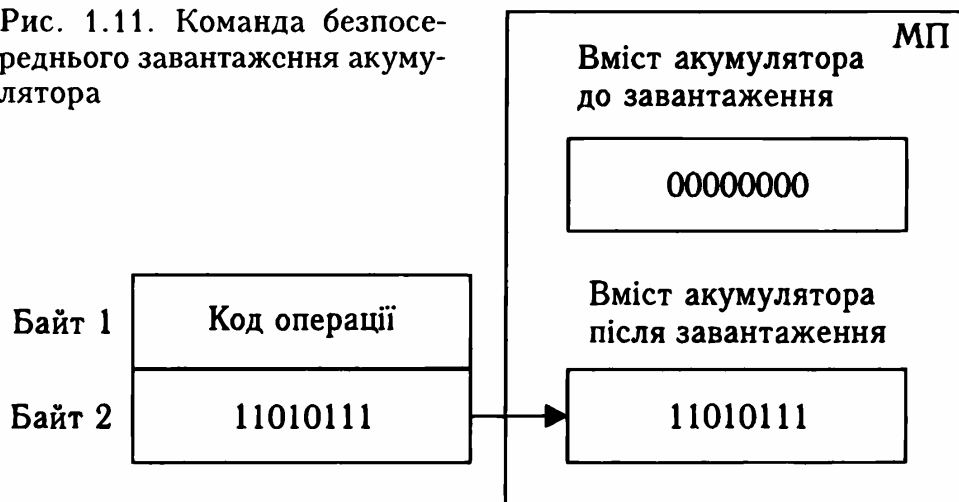 Рис. 1.11. Команда безпосе-
реднього завантажсння акуму-
лятора
МП
Вміст акумулятора
до завантаження
00000000
Вміст акумулятора
після завантаження
Байт 1
Код операції
Байт 2
11010111
11010111